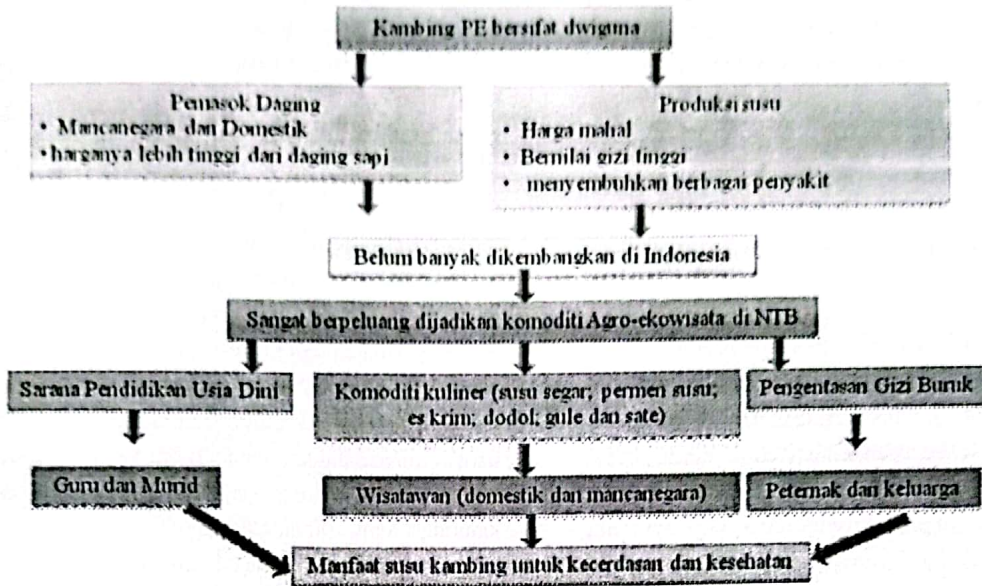 Kambing PE bersifat dwiguna
Pemasok Daging
• Mancanegara dan Domestik
• harganya lebih tinggi dari daging sapi
Produksi susu
• Harga mahal
• Bernilai gizi tinggi
• menyembuhkan berbagai penyakit
Belum banyak dikembangkan di Indonesia
Sangat berpeluang dijadikan komoditi Agro-ekowisata di NTB
Sarana Pendidikan Usia Dini
Komoditi kuliner (susu segar; permen susu;
es krim; dodol; gule dan sate)
Pengentasan Gizi Buruk
Guru dan Murid
Wisatawan (domestik dan mancanegara)
Peternak dan keluarga
Manfaat susu kambing untuk kecerdasan dan kesehatan